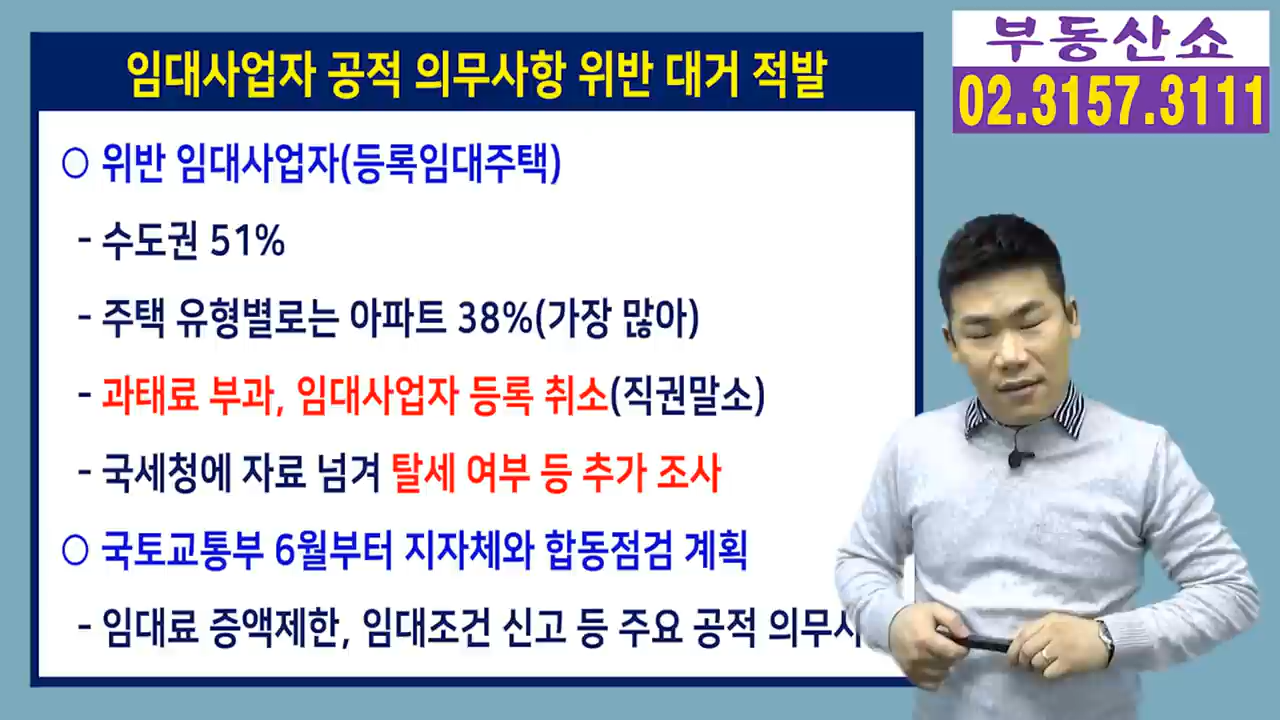 임대사업자 공적 의무사항 위반 대거 적발
부동산쇼
02.3157.3111
○ 위반 임대사업자(등록임대주택)
- 수도권 51%
- 주택 유형별로는 아파트 38%(가장 많아)
- 과태료 부과, 임대사업자 등록 취소(직권말소)
- 국세청에 자료 넘겨 탈세 여부 등 추가 조사
○ 국토교통부 6월부터 지자체와 합동점검 계획
- 임대료 증액제한, 임대조건 신고 등 주요 공적